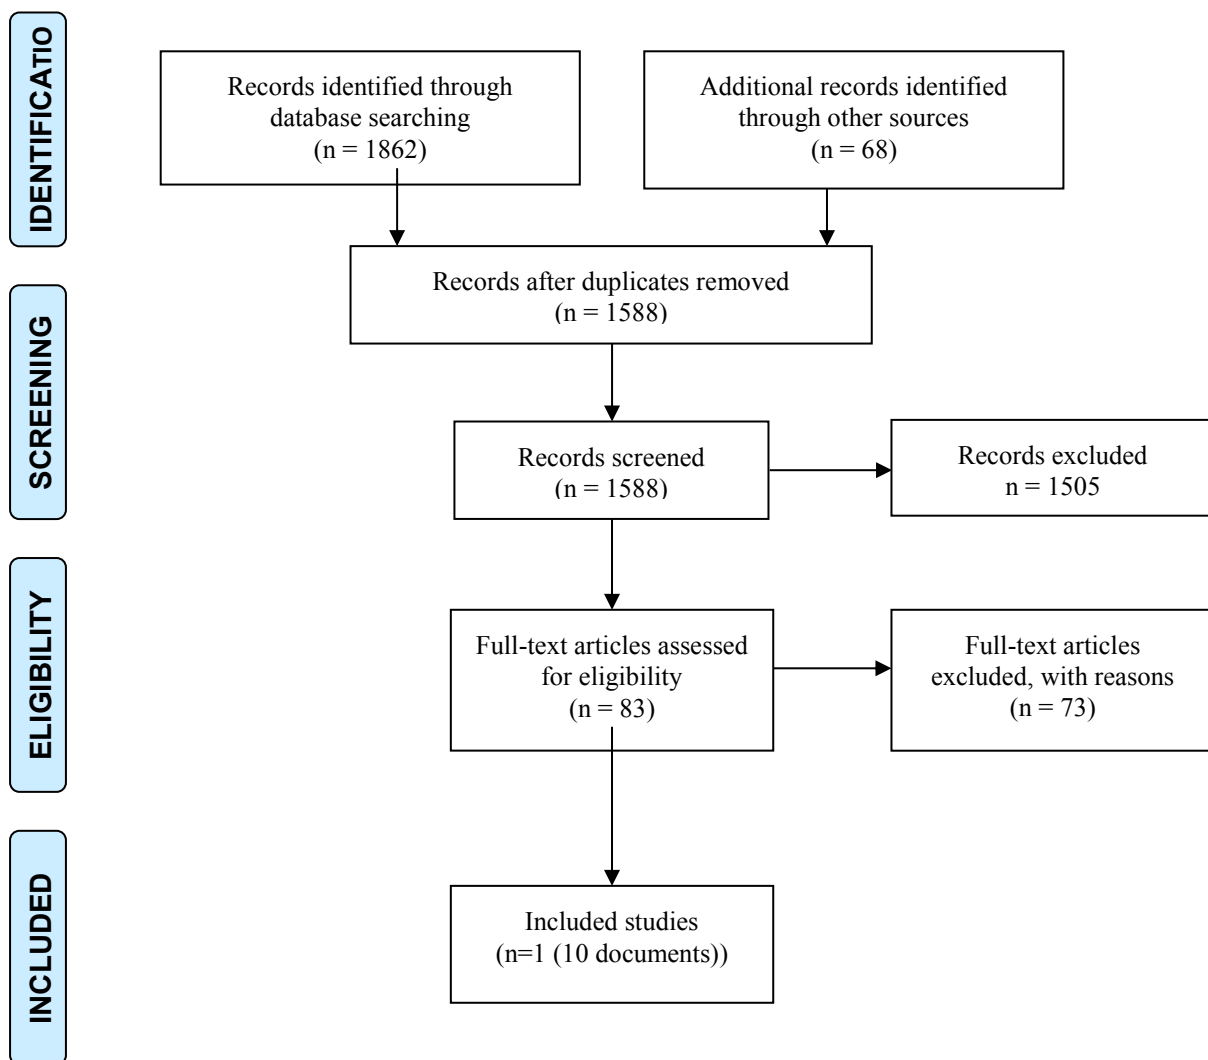 IDENTIFICATIO
Records identified through
database searching
(n = 1862)
Additional records identified
through other sources
(n = 68)
Records after duplicates removed
(n = 1588)
SCREENING
Records screened
(n = 1588)
Records excluded
n = 1505
ELIGIBILITY
Full-text articles assessed
for eligibility
(n = 83)
Full-text articles
excluded, with reasons
(n = 73)
INCLUDED
Included studies
(n=1 (10 documents))